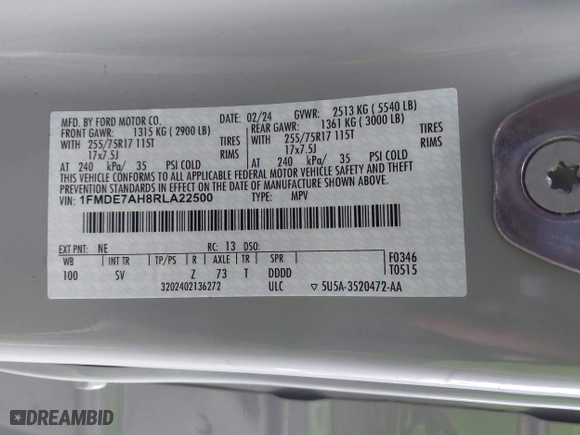 MFD. BY FORD MOTOR CO. DATE: 02/24 GVWR: 2513 KG ( 5540 LB)
FRONT GAWR: 1315 KG ( 2900 LB) REAR GAWR: 1361 KG ( 3000 LB)
WITH 255/75R17 115T TIRES WITH 255/75R17 115T TIRES
17x7.5J RIMS 17x7.5J RIMS
AT 240 kPa/ 35 PSI COLD AT 240 kPa/ 35 PSI COLD
THIS VEHICLE CONFORMS TO ALL APPLICABLE FEDERAL MOTOR VEHICLE SAFETY AND THEFT
PREVENTION STANDARDS IN EFFECT ON THE DATE OF MANUFACTURE SHOWN ABOVE.
VIN: 1FMDE7AH8RLA22500 TYPE: MPV
EXT PNT: NE RC: 13 DSO: F0346
WB INT TR TP/PS R AXLE TR SPR T0515
100 SV Z 73 T DDDD
3202402136272 ULC ▽ 5U5A-3520472-AA
DREAMBID